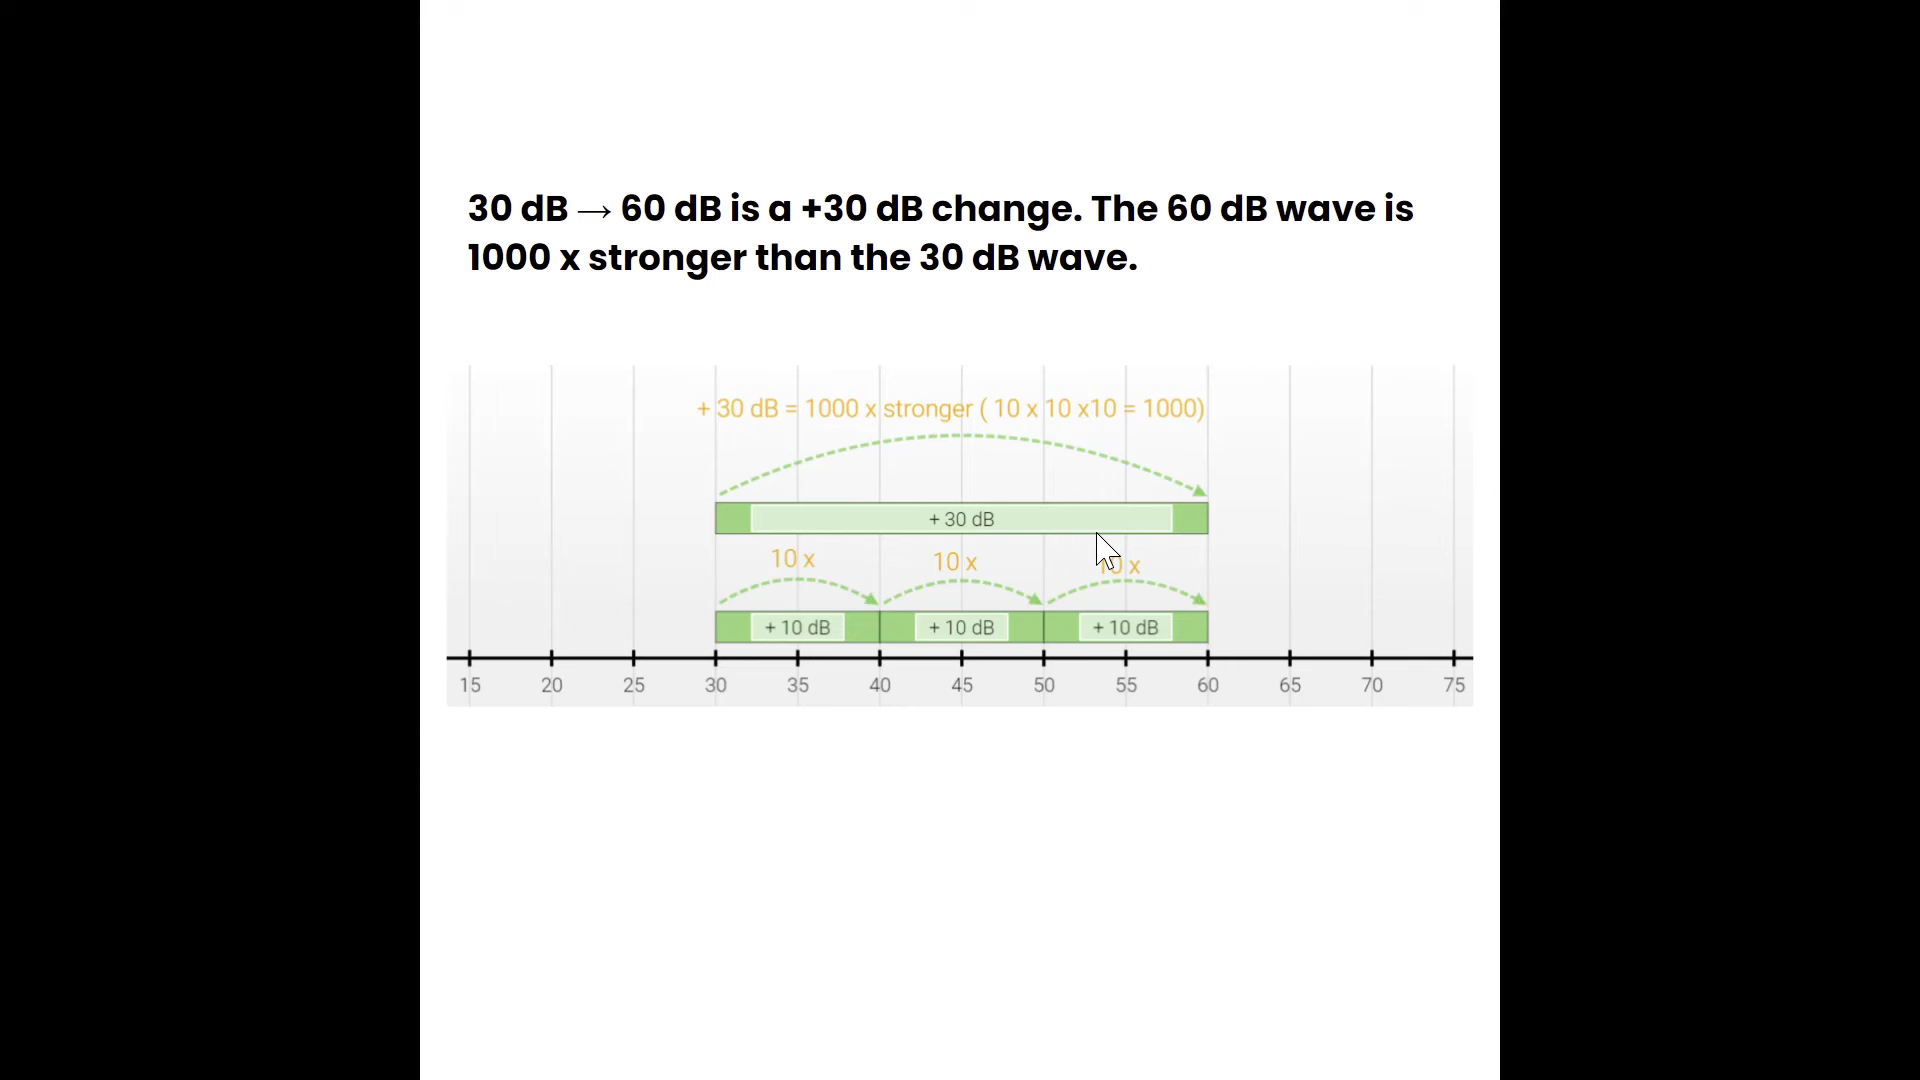 30 dB → 60 dB is a +30 dB change. The 60 dB wave is
1000 x stronger than the 30 dB wave.
+ 30 dB = 1000 x stronger ( 10 x 10 x10 = 1000)
+ 30 dB
10 x 10 x 10 x
+ 10 dB + 10 dB + 10 dB
15 20 25 30 35 40 45 50 55 60 65 70 75